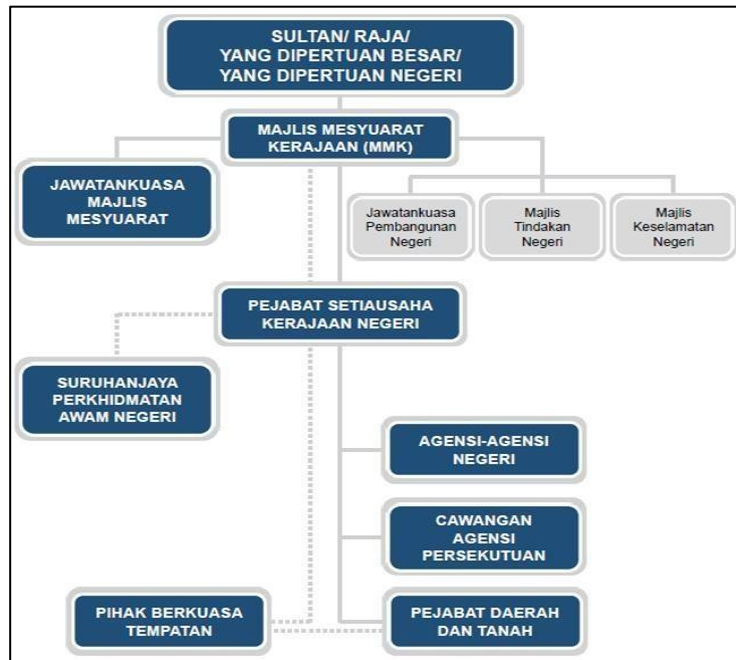 SULTAN/ RAJA/
YANG DIPERTUAN BESAR/
YANG DIPERTUAN NEGERI
MAJLIS MESYUARAT
KERAJAAN (MMK)
JAWATANKUASA
MAJLIS
MESYUARAT
Jawatankuasa
Pembangunan
Negeri
Majlis
Tindakan
Negeri
Majlis
Keselamatan
Negeri
PEJABAT SETIAUSAHA
KERAJAAN NEGERI
SURUHANJAYA
PERKHIDMATAN
AWAM NEGERI
AGENSI-AGENSI
NEGERI
CAWANGAN
AGENSI
PERSEKUTUAN
PIHAK BERKUASA
TEMPATAN
PEJABAT DAERAH
DAN TANAH